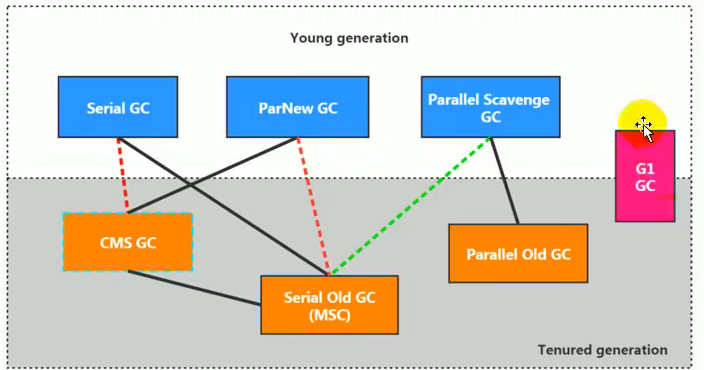 Young generation
Serial GC
ParNew GC
Parallel Scavenge
GC
G1
GC
CMS GC
Parallel Old GC
Serial Old GC
(MSC)
Tenured generation